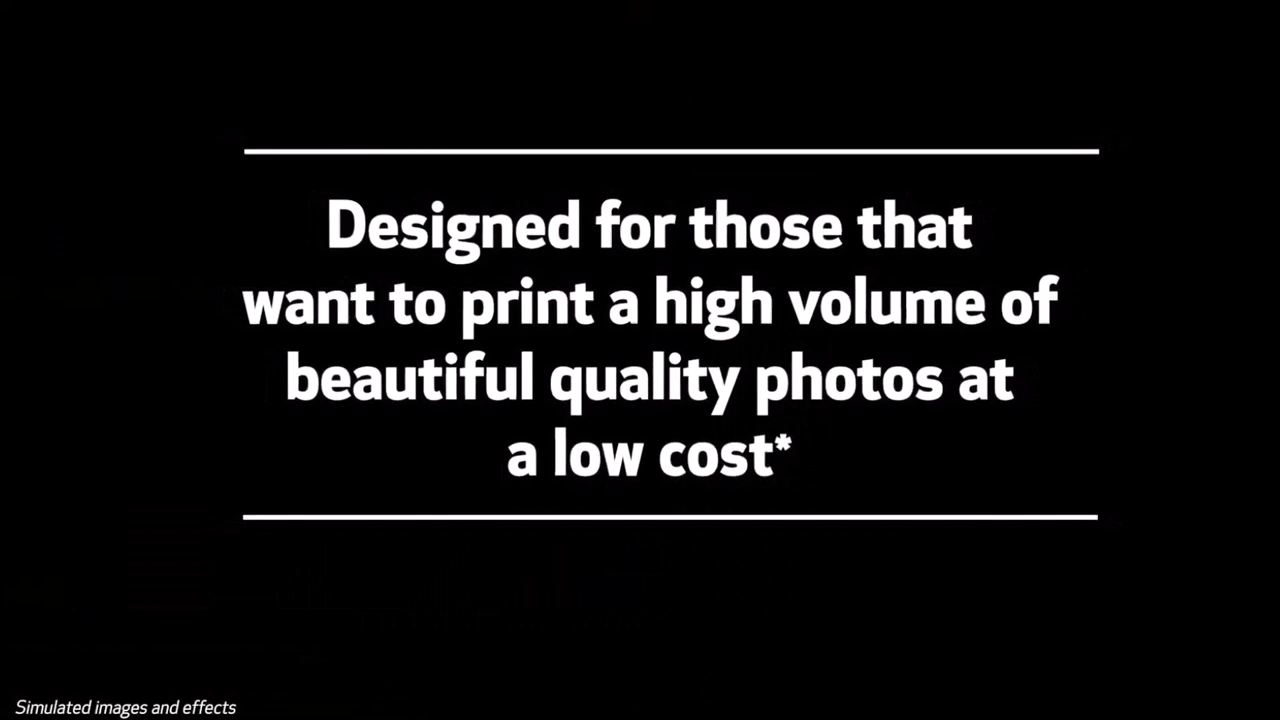 Designed for those that
want to print a high volume of
beautiful quality photos at
a low cost*
Simulated images and effects